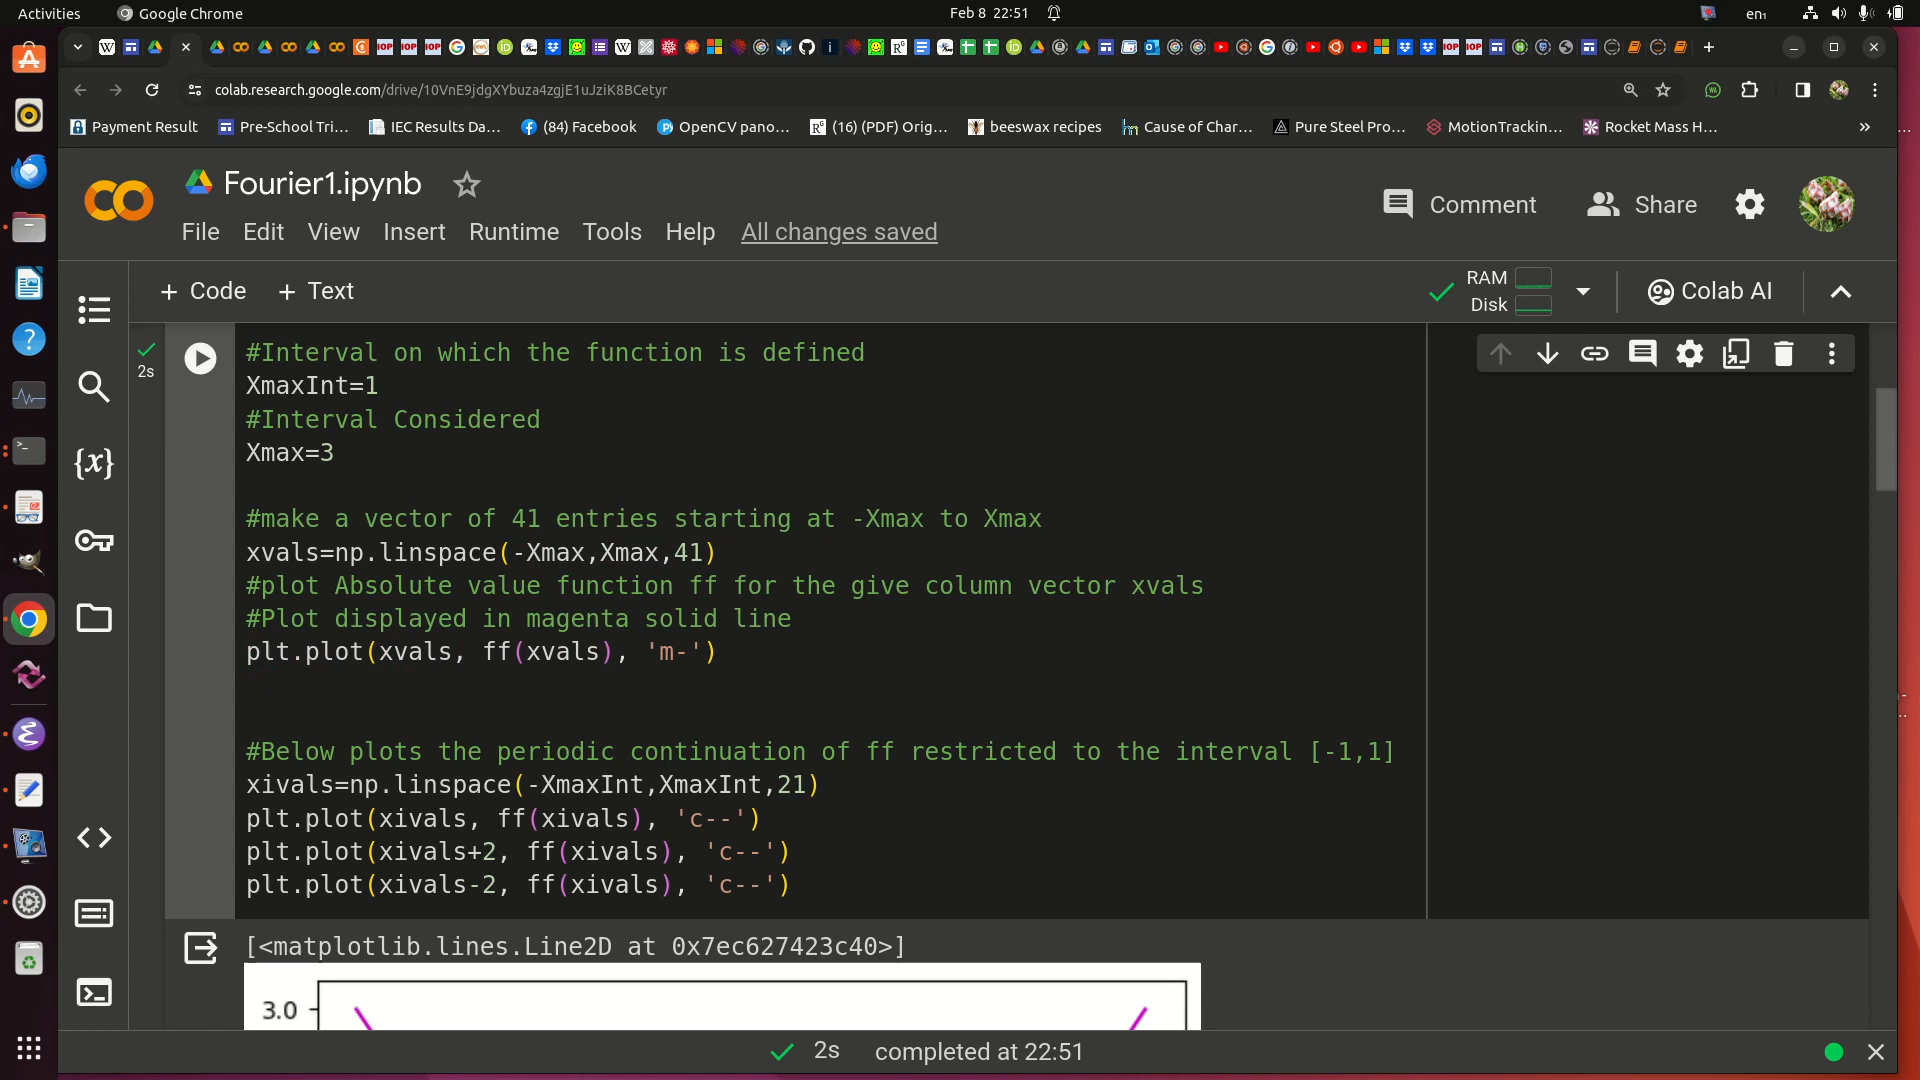 Activities
Google Chrome
Feb 8 22:51
en₁
colab.research.google.com/drive/10VnE9jdgXYbuza4zgjE1uJziK8BCetyr
Payment Result
Pre-School Tri...
IEC Results Da...
(84) Facebook
OpenCV pano...
(16) (PDF) Orig...
beeswax recipes
Cause of Char...
Pure Steel Pro...
MotionTrackin...
Rocket Mass H...
»
Fourier1.ipynb
Comment
Share
File Edit View Insert Runtime Tools Help All changes saved
+ Code + Text
RAM
Disk
Colab AI
2s
#Interval on which the function is defined
XmaxInt=1
#Interval Considered
Xmax=3
#make a vector of 41 entries starting at -Xmax to Xmax
xvals=np.linspace(-Xmax,Xmax,41)
#plot Absolute value function ff for the give column vector xvals
#Plot displayed in magenta solid line
plt.plot(xvals, ff(xvals), 'm-')
#Below plots the periodic continuation of ff restricted to the interval [-1,1]
xivals=np.linspace(-XmaxInt,XmaxInt,21)
plt.plot(xivals, ff(xivals), 'c--')
plt.plot(xivals+2, ff(xivals), 'c--')
plt.plot(xivals-2, ff(xivals), 'c--')
[<matplotlib.lines.Line2D at 0x7ec627423c40>]
3.0
2s completed at 22:51